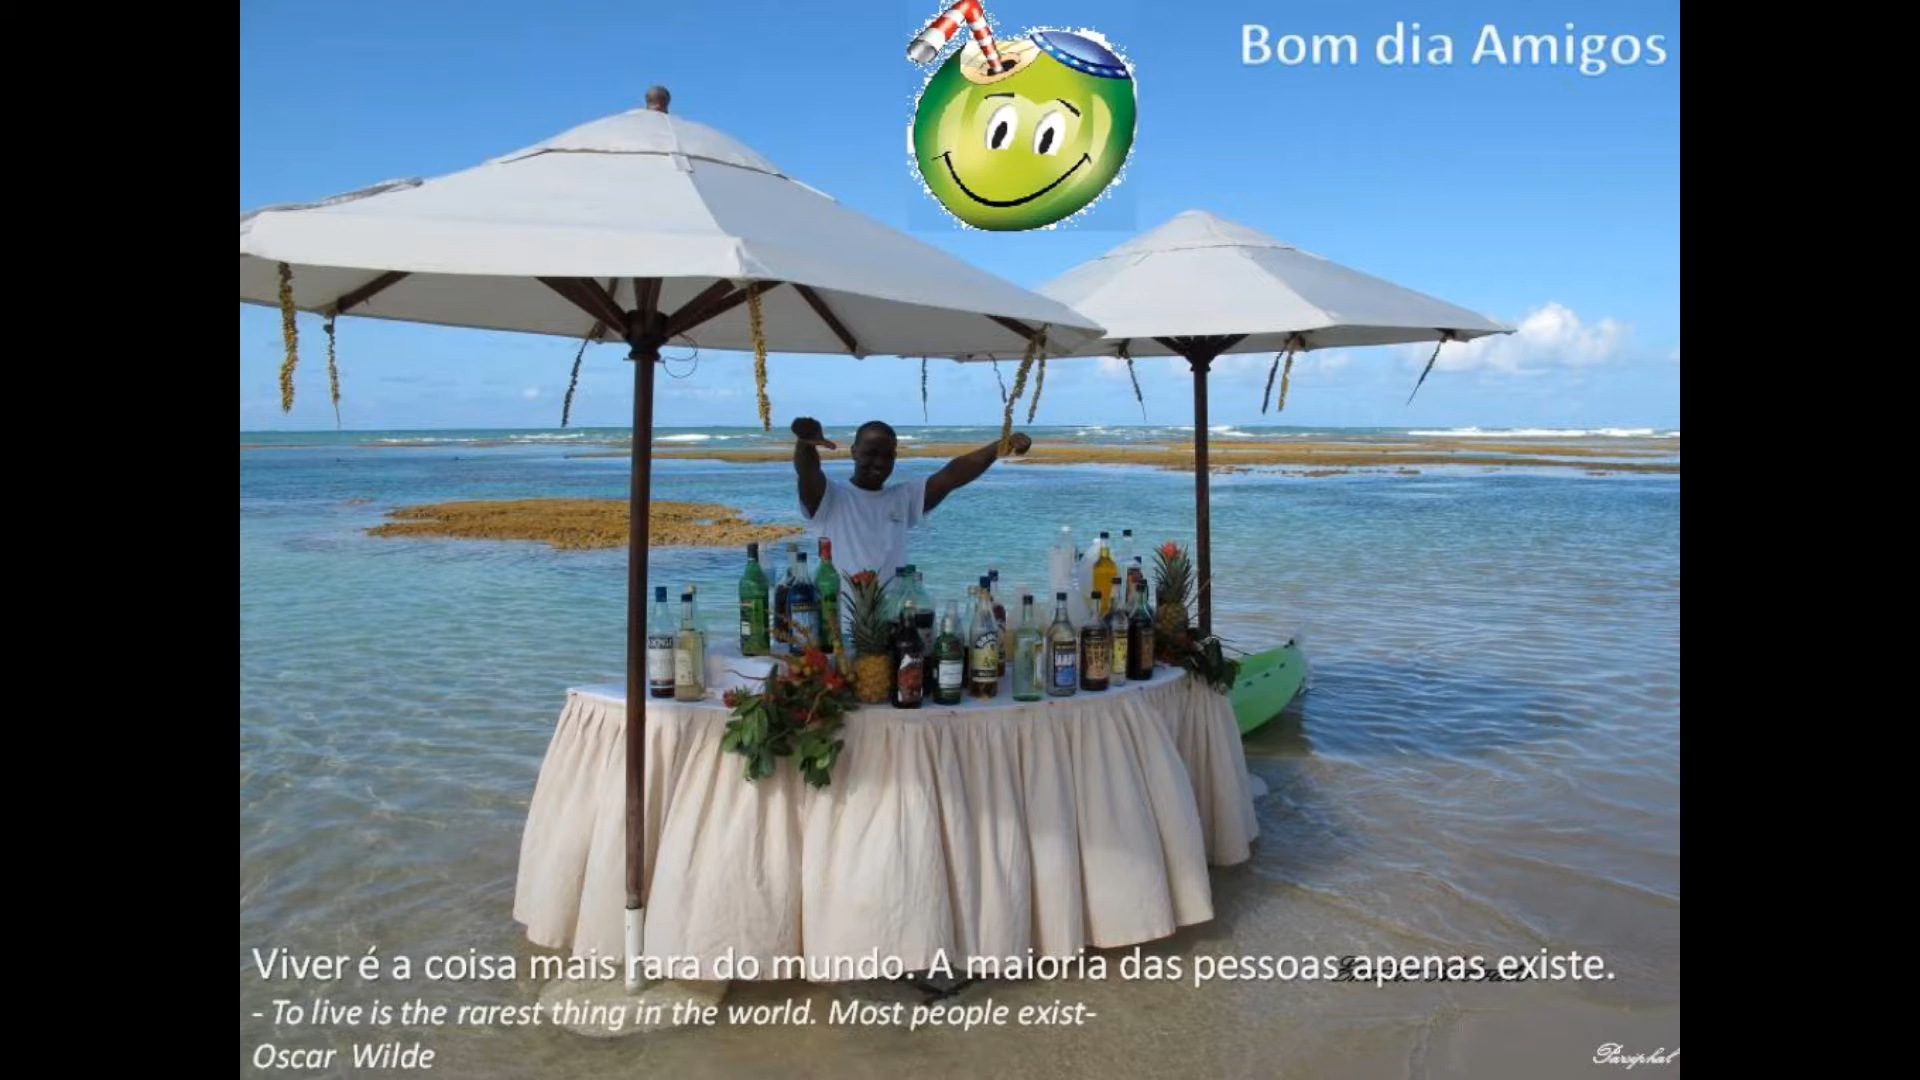 Bom dia Amigos
Viver é a coisa mais rara do mundo. A maioria das pessoas apenas existe.
- To live is the rarest thing in the world. Most people exist-
Oscar Wilde
Parsiphal